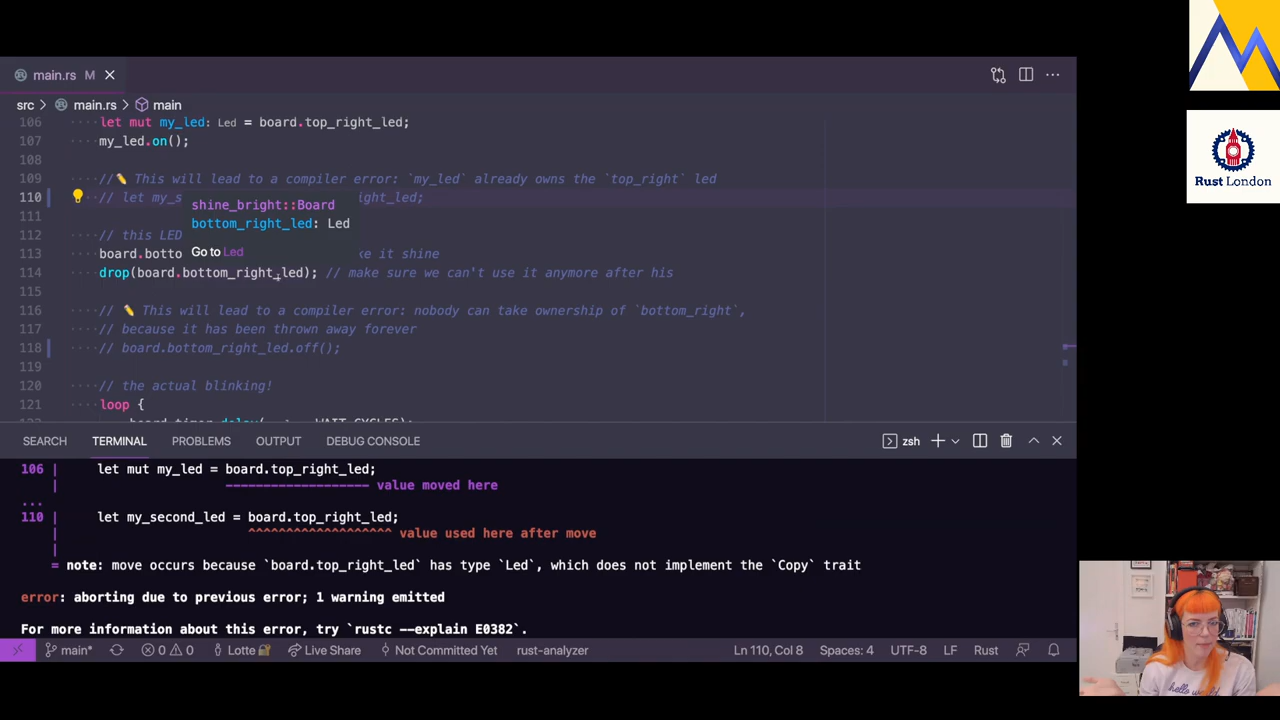 main.rs M
src > main.rs > main
106 let mut my_led: Led = board.top_right_led;
107 my_led.on();
108
109 //✏️ This will lead to a compiler error: `my_led` already owns the `top_right` led
110 // let my_s ight_led;
shine_bright::Board
bottom_right_led: Led
Go to Led
111
112 // this LED
113 board.botto ke it shine
114 drop(board.bottom_right_led); // make sure we can't use it anymore after his
115
116 // ✏️ This will lead to a compiler error: nobody can take ownership of `bottom_right`,
117 // because it has been thrown away forever
118 // board.bottom_right_led.off();
119
120 // the actual blinking!
121 loop {
SEARCH TERMINAL PROBLEMS OUTPUT DEBUG CONSOLE zsh
106 | let mut my_led = board.top_right_led;
| ------------------- value moved here
...
110 | let my_second_led = board.top_right_led;
| ^^^^^^^^^^^^^^^^^^^ value used here after move
|
= note: move occurs because `board.top_right_led` has type `Led`, which does not implement the `Copy` trait
error: aborting due to previous error; 1 warning emitted
For more information about this error, try `rustc --explain E0382`.
main* 0 0 Lotte Live Share Not Committed Yet rust-analyzer Ln 110, Col 8 Spaces: 4 UTF-8 LF Rust
Rust London
hello world